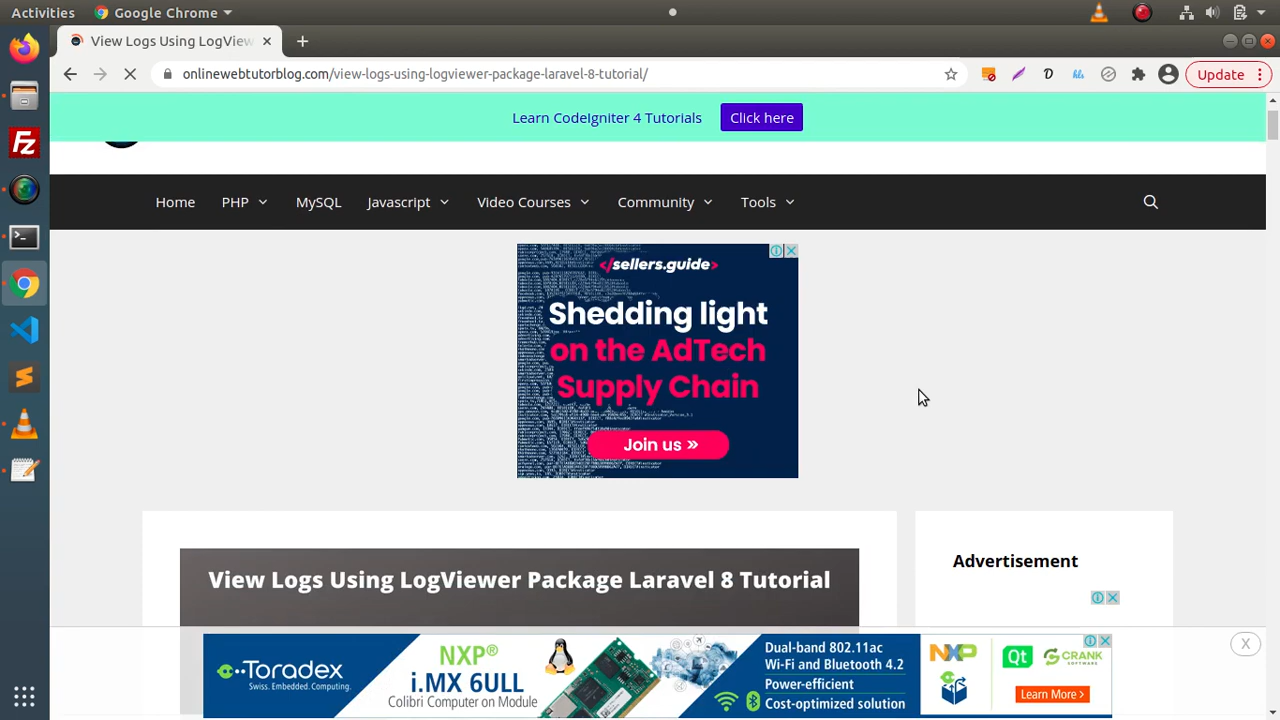 Activities
Google Chrome
View Logs Using LogView
onlinewebtutorblog.com/view-logs-using-logviewer-package-laravel-8-tutorial/
D
hls
Update
Learn CodeIgniter 4 Tutorials
Click here
Home
PHP
MySQL
Javascript
Video Courses
Community
Tools
</sellers.guide>
Shedding light
on the AdTech
Supply Chain
Join us »
Advertisement
View Logs Using LogViewer Package Laravel 8 Tutorial
X
Toradex
Swiss. Embedded. Computing.
NXP®
i.MX 6ULL
Colibri Computer on Module
Dual-band 802.11ac
Wi-Fi and Bluetooth 4.2
Power-efficient
Cost-optimized solution
NXP
Qt
CRANK
SOFTWARE
Learn More >